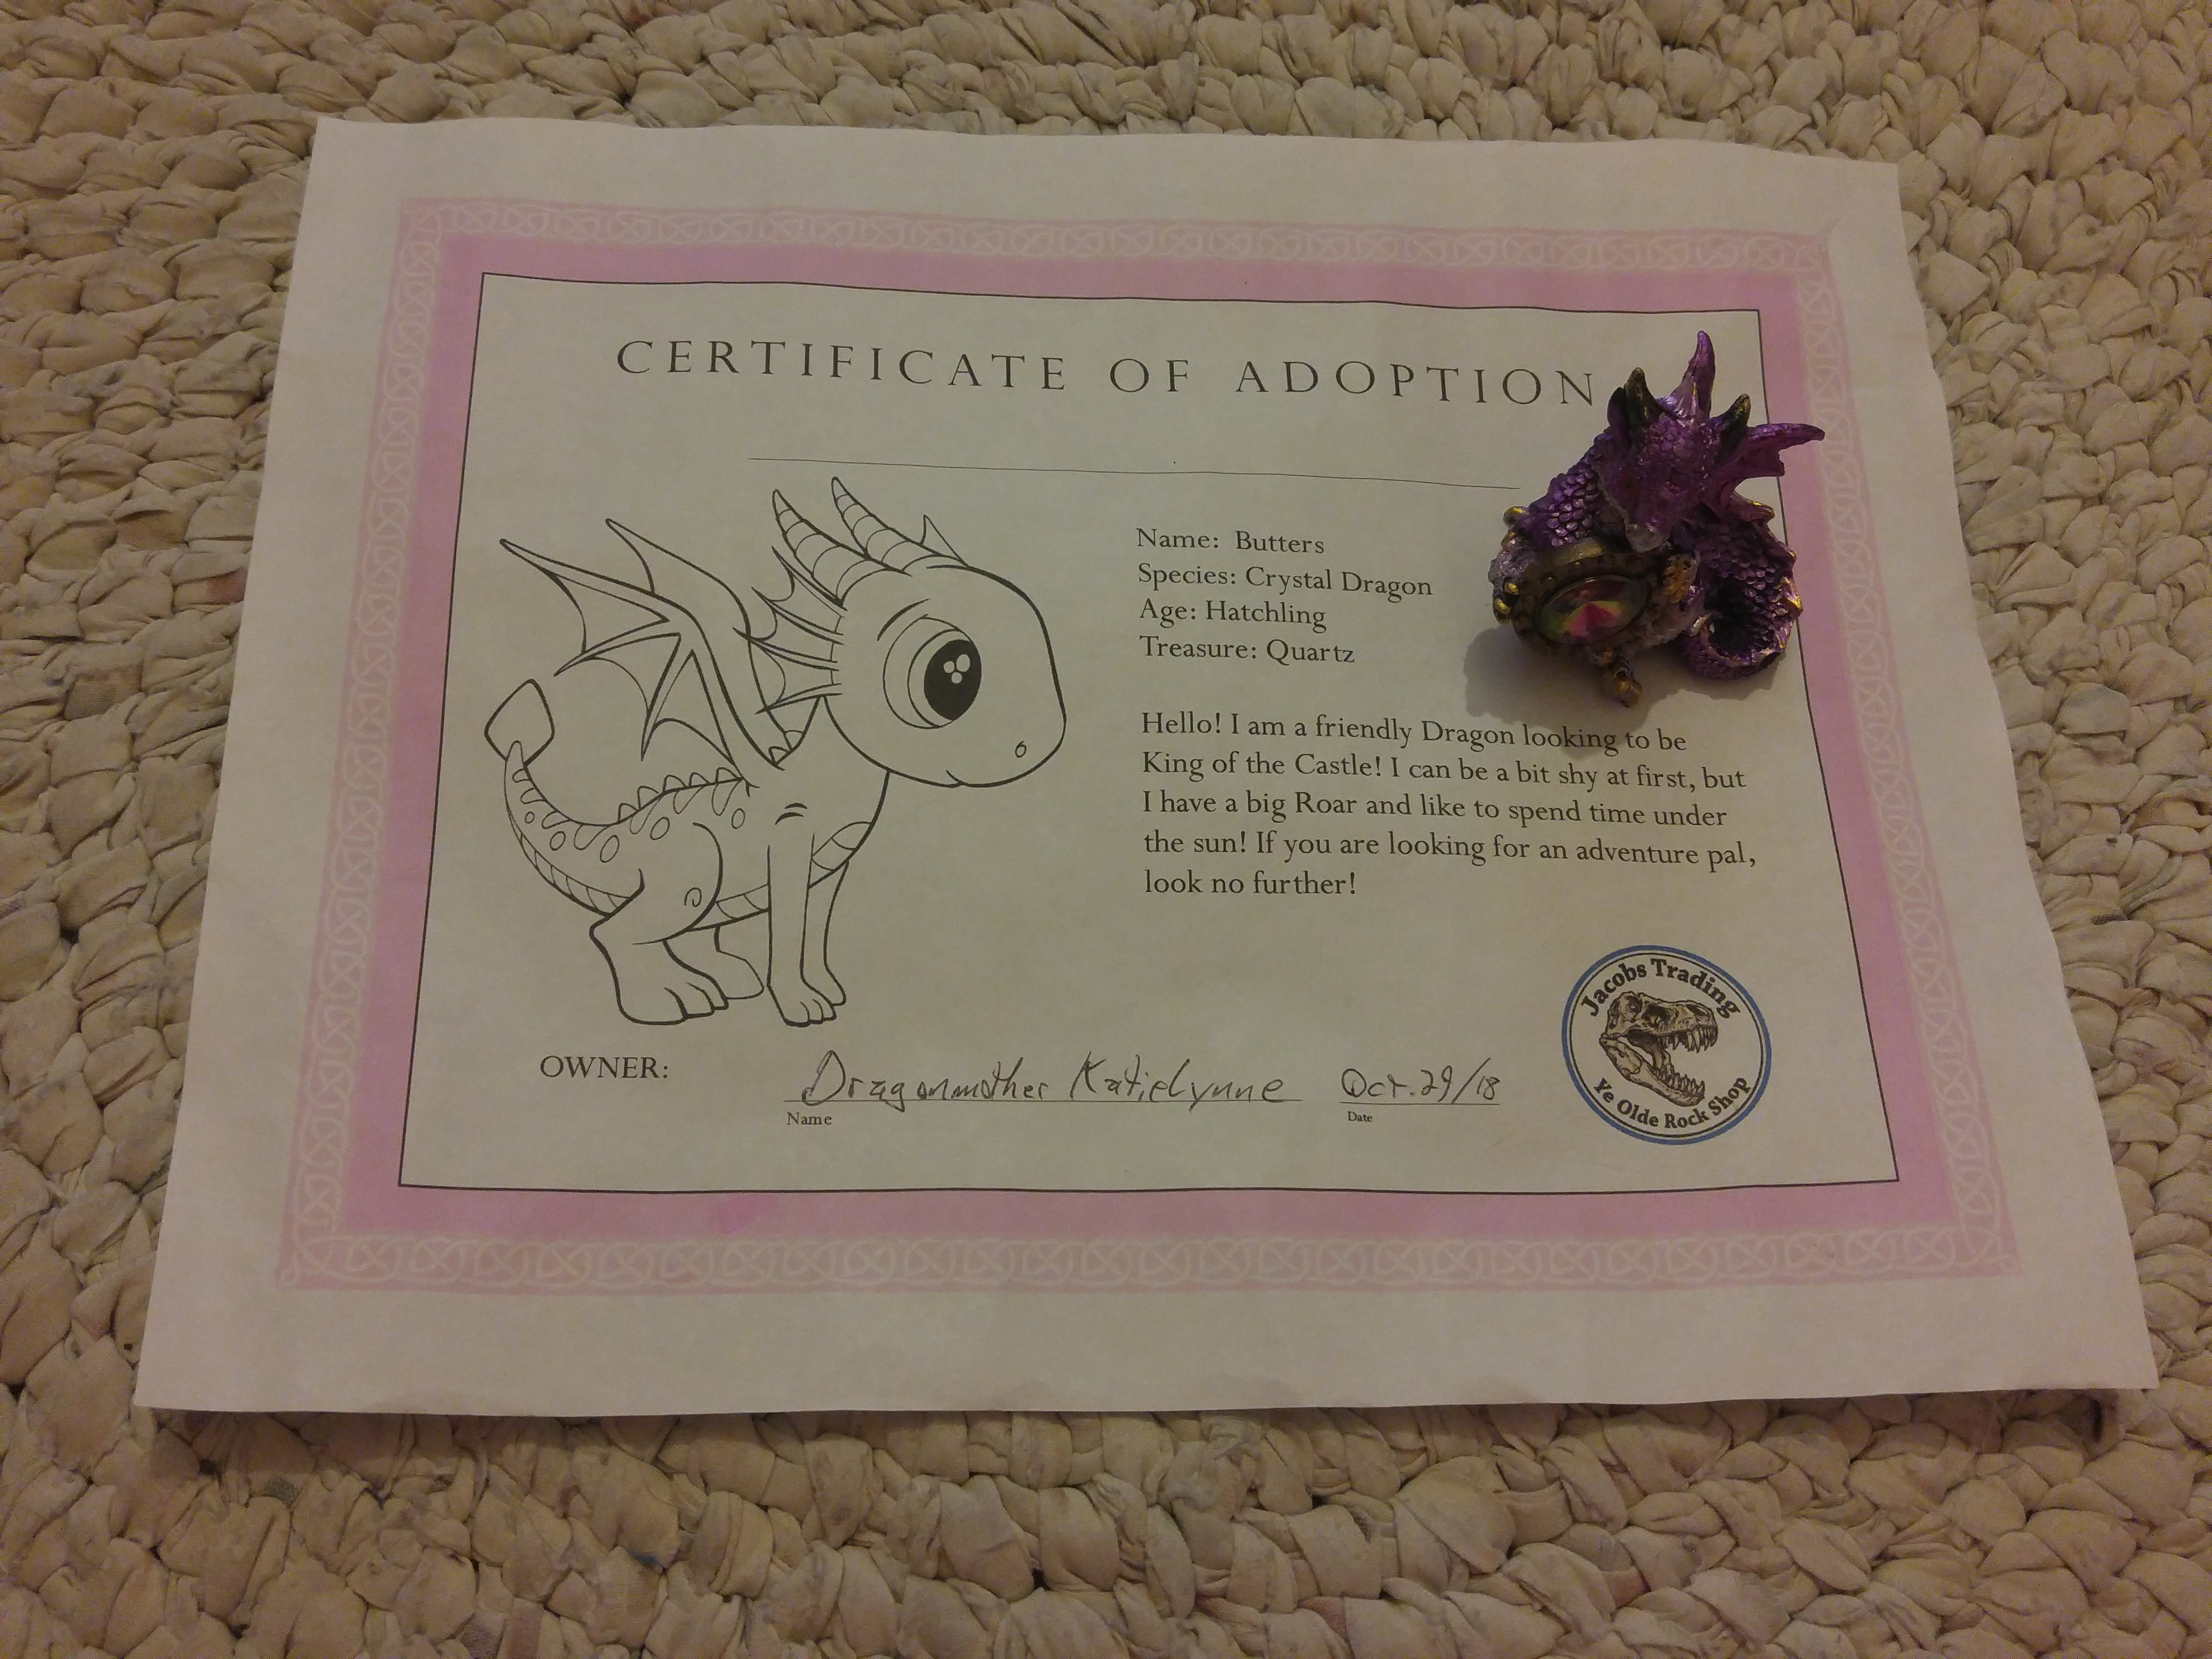 CERTIFICATE OF ADOPTION
Name: Butters
Species: Crystal Dragon
Age: Hatchling
Treasure: Quartz
Hello! I am a friendly Dragon looking to be
King of the Castle! I can be a bit shy at first, but
I have a big Roar and like to spend time under
the sun! If you are looking for an adventure pal,
look no further!
OWNER: Dragonmother Katielynne Oct. 29/18
Name Date
Jacobs Trading
Ye Olde Rock Shop